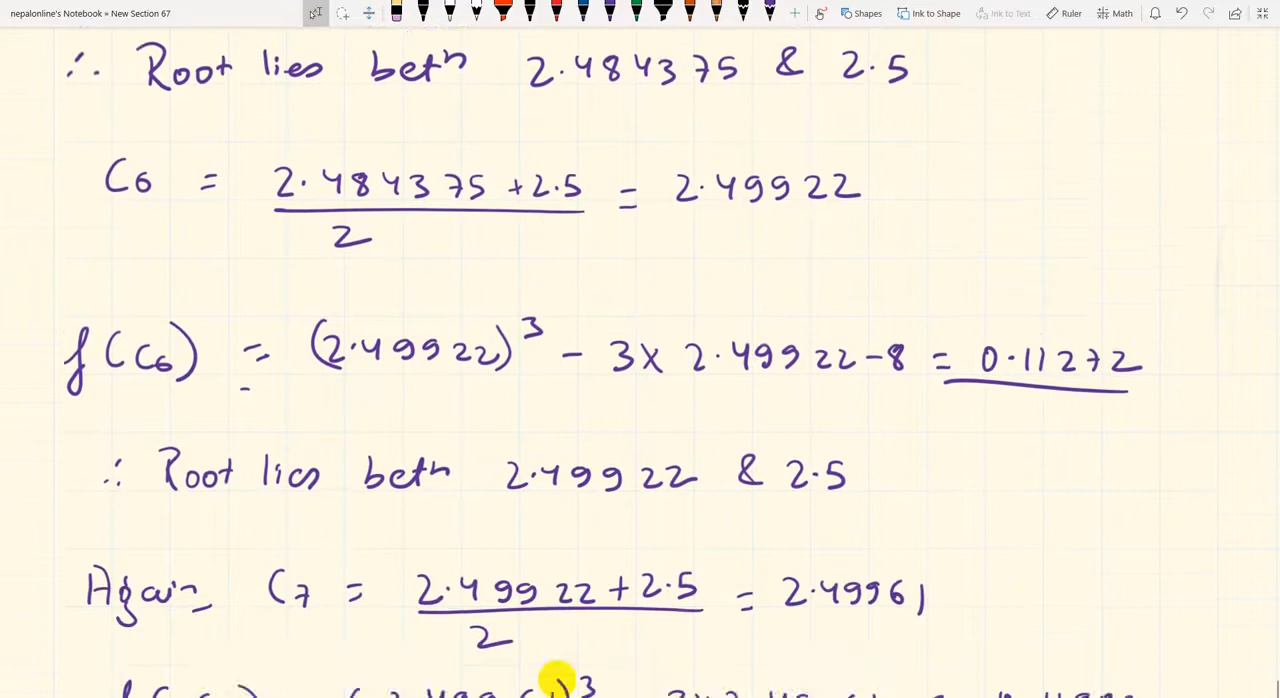 nepalonline's Notebook » New Section 67
Shapes Ink to Shape Ink to Text Ruler Math
∴ Root lies betn 2.484375 & 2.5
C6 = (2.484375 + 2.5)/2 = 2.49922
f(C6) = (2.49922)^3 - 3 x 2.49922 - 8 = 0.11272
∴ Root lies betn 2.49922 & 2.5
Again, C7 = (2.49922 + 2.5)/2 = 2.49961